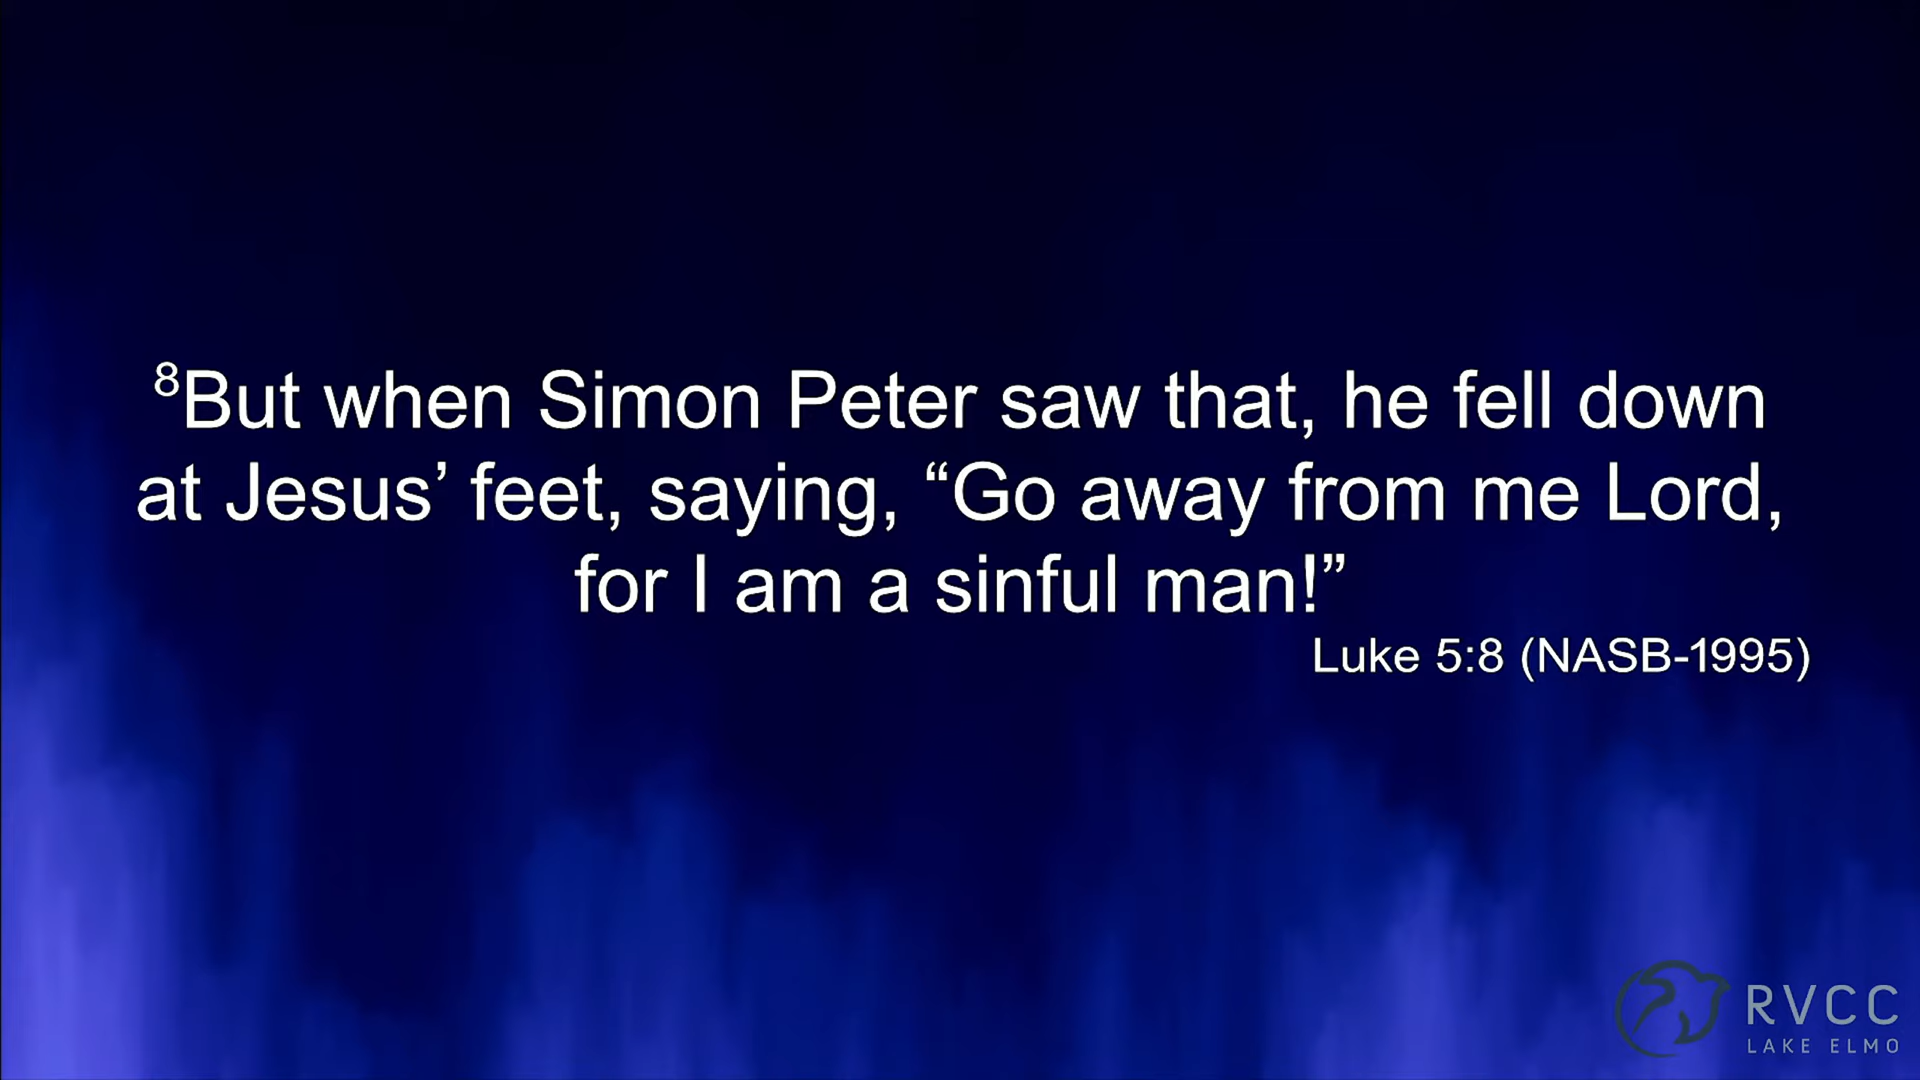 ⁸But when Simon Peter saw that, he fell down
at Jesus’ feet, saying, “Go away from me Lord,
for I am a sinful man!”
Luke 5:8 (NASB-1995)
RVCC
LAKE ELMO